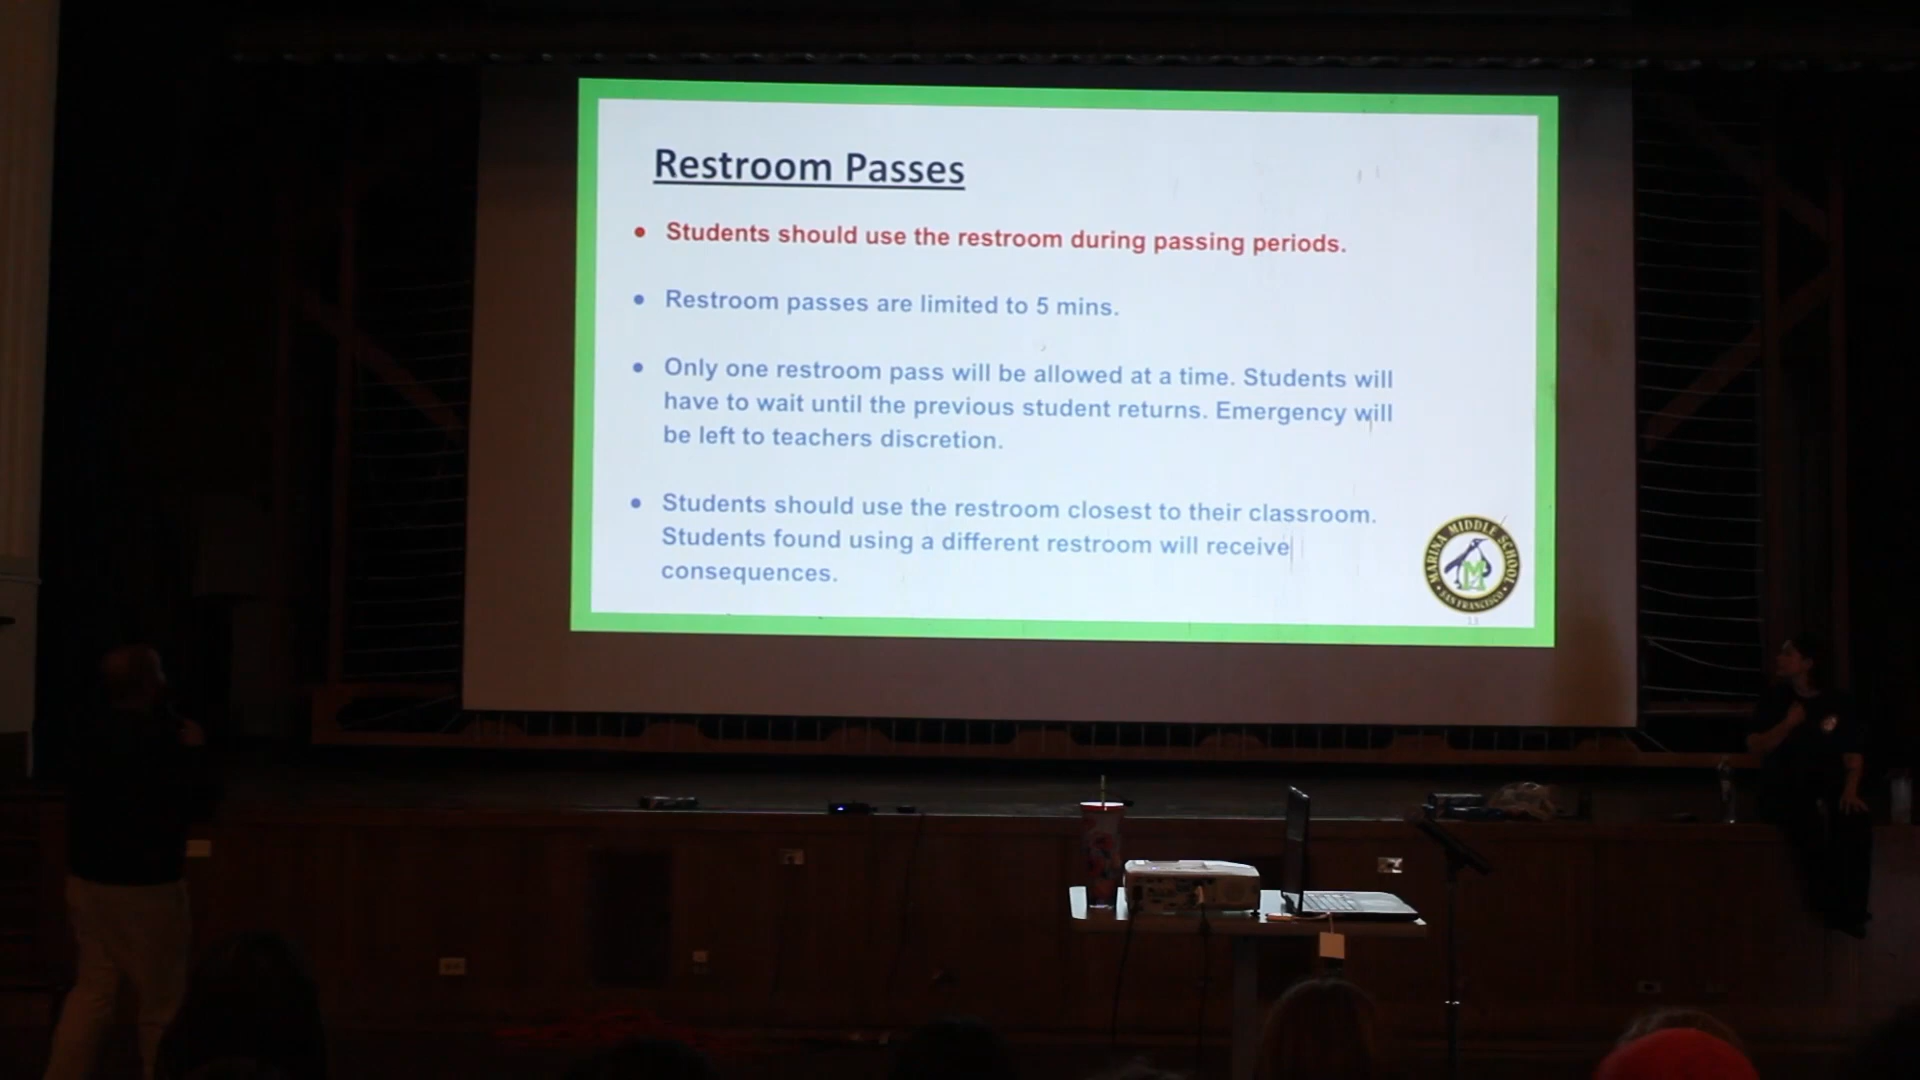 Restroom Passes
• Students should use the restroom during passing periods.
• Restroom passes are limited to 5 mins.
• Only one restroom pass will be allowed at a time. Students will
have to wait until the previous student returns. Emergency will
be left to teachers discretion.
• Students should use the restroom closest to their classroom.
Students found using a different restroom will receive
consequences.
MARINA MIDDLE SCHOOL
M
SAN FRANCISCO
13